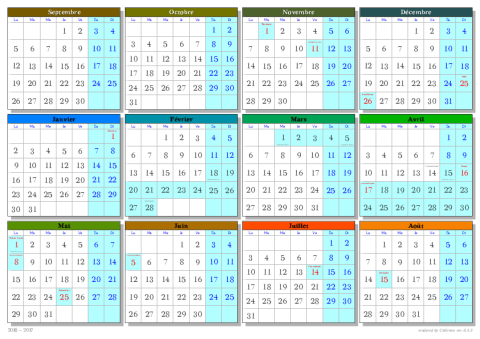 Septembre
Lu Ma Me Je Ve Sa Di
1 2 3 4
5 6 7 8 9 10 11
12 13 14 15 16 17 18
19 20 21 22 23 24 25
26 27 28 29 30
Octobre
Lu Ma Me Je Ve Sa Di
1 2
3 4 5 6 7 8 9
10 11 12 13 14 15 16
17 18 19 20 21 22 23
24 25 26 27 28 29 30
31
Novembre
Lu Ma Me Je Ve Sa Di
1 2 3 4 5 6
7 8 9 10 11 12 13
14 15 16 17 18 19 20
21 22 23 24 25 26 27
28 29 30
Décembre
Lu Ma Me Je Ve Sa Di
1 2 3 4
5 6 7 8 9 10 11
12 13 14 15 16 17 18
19 20 21 22 23 24 25
26 27 28 29 30 31
Janvier
Lu Ma Me Je Ve Sa Di
1
2 3 4 5 6 7 8
9 10 11 12 13 14 15
16 17 18 19 20 21 22
23 24 25 26 27 28 29
30 31
Février
Lu Ma Me Je Ve Sa Di
1 2 3 4 5
6 7 8 9 10 11 12
13 14 15 16 17 18 19
20 21 22 23 24 25 26
27 28
Mars
Lu Ma Me Je Ve Sa Di
1 2 3 4 5
6 7 8 9 10 11 12
13 14 15 16 17 18 19
20 21 22 23 24 25 26
27 28 29 30 31
Avril
Lu Ma Me Je Ve Sa Di
1 2
3 4 5 6 7 8 9
10 11 12 13 14 15 16
17 18 19 20 21 22 23
24 25 26 27 28 29 30
Mai
Lu Ma Me Je Ve Sa Di
1 2 3 4 5 6 7
8 9 10 11 12 13 14
15 16 17 18 19 20 21
22 23 24 25 26 27 28
29 30 31
Juin
Lu Ma Me Je Ve Sa Di
1 2 3 4
5 6 7 8 9 10 11
12 13 14 15 16 17 18
19 20 21 22 23 24 25
26 27 28 29 30
Juillet
Lu Ma Me Je Ve Sa Di
1 2
3 4 5 6 7 8 9
10 11 12 13 14 15 16
17 18 19 20 21 22 23
24 25 26 27 28 29 30
31
Août
Lu Ma Me Je Ve Sa Di
1 2 3 4 5 6
7 8 9 10 11 12 13
14 15 16 17 18 19 20
21 22 23 24 25 26 27
28 29 30 31
2016 - 2017